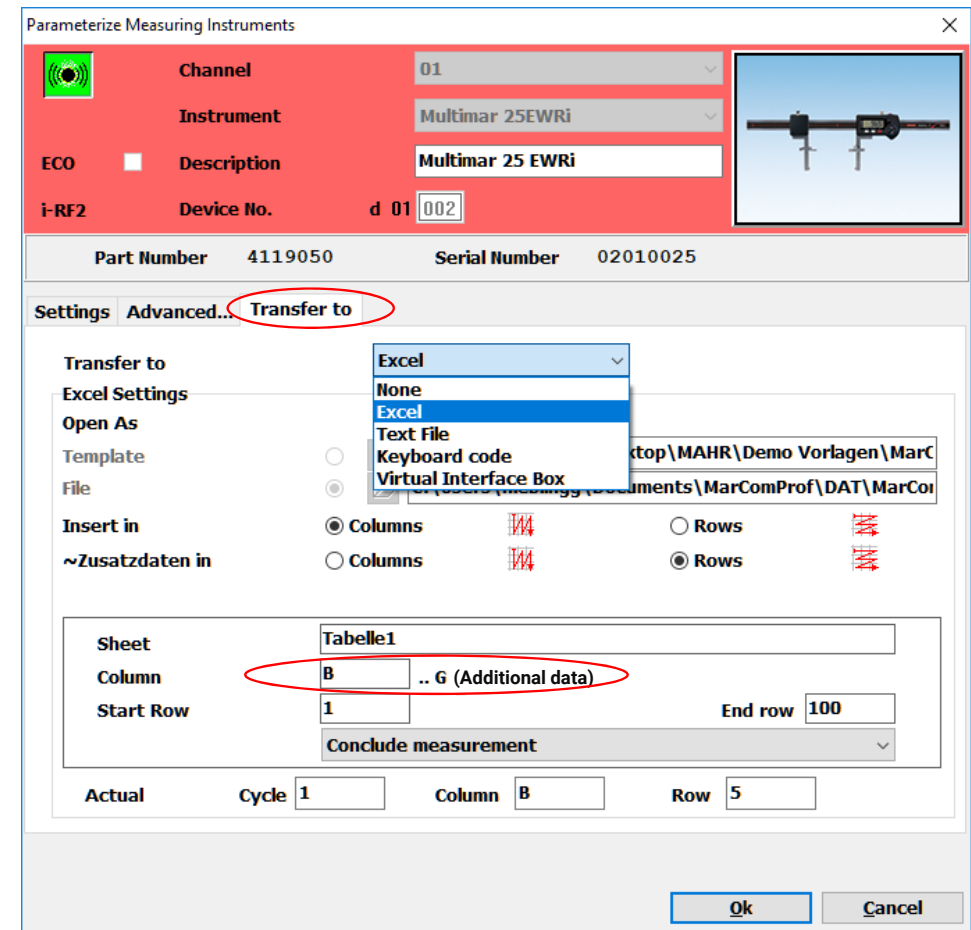 Parameterize Measuring Instruments
Channel 01
Instrument Multimar 25EWRi
ECO Description Multimar 25 EWRi
i-RF2 Device No. d 01 002
Part Number 4119050 Serial Number 02010025
Settings Advanced... Transfer to
Transfer to Excel
None
Excel Settings
Excel
Open As
Text File
Template Keyboard code ktop\MAHR\Demo Vorlagen\MarC
Virtual Interface Box
File \MarComProf\DAT\MarCo
Insert in Columns Rows
~Zusatzdaten in Columns Rows
Sheet Tabelle1
Column B .. G (Additional data)
Start Row 1 End row 100
Conclude measurement
Actual Cycle 1 Column B Row 5
Ok Cancel